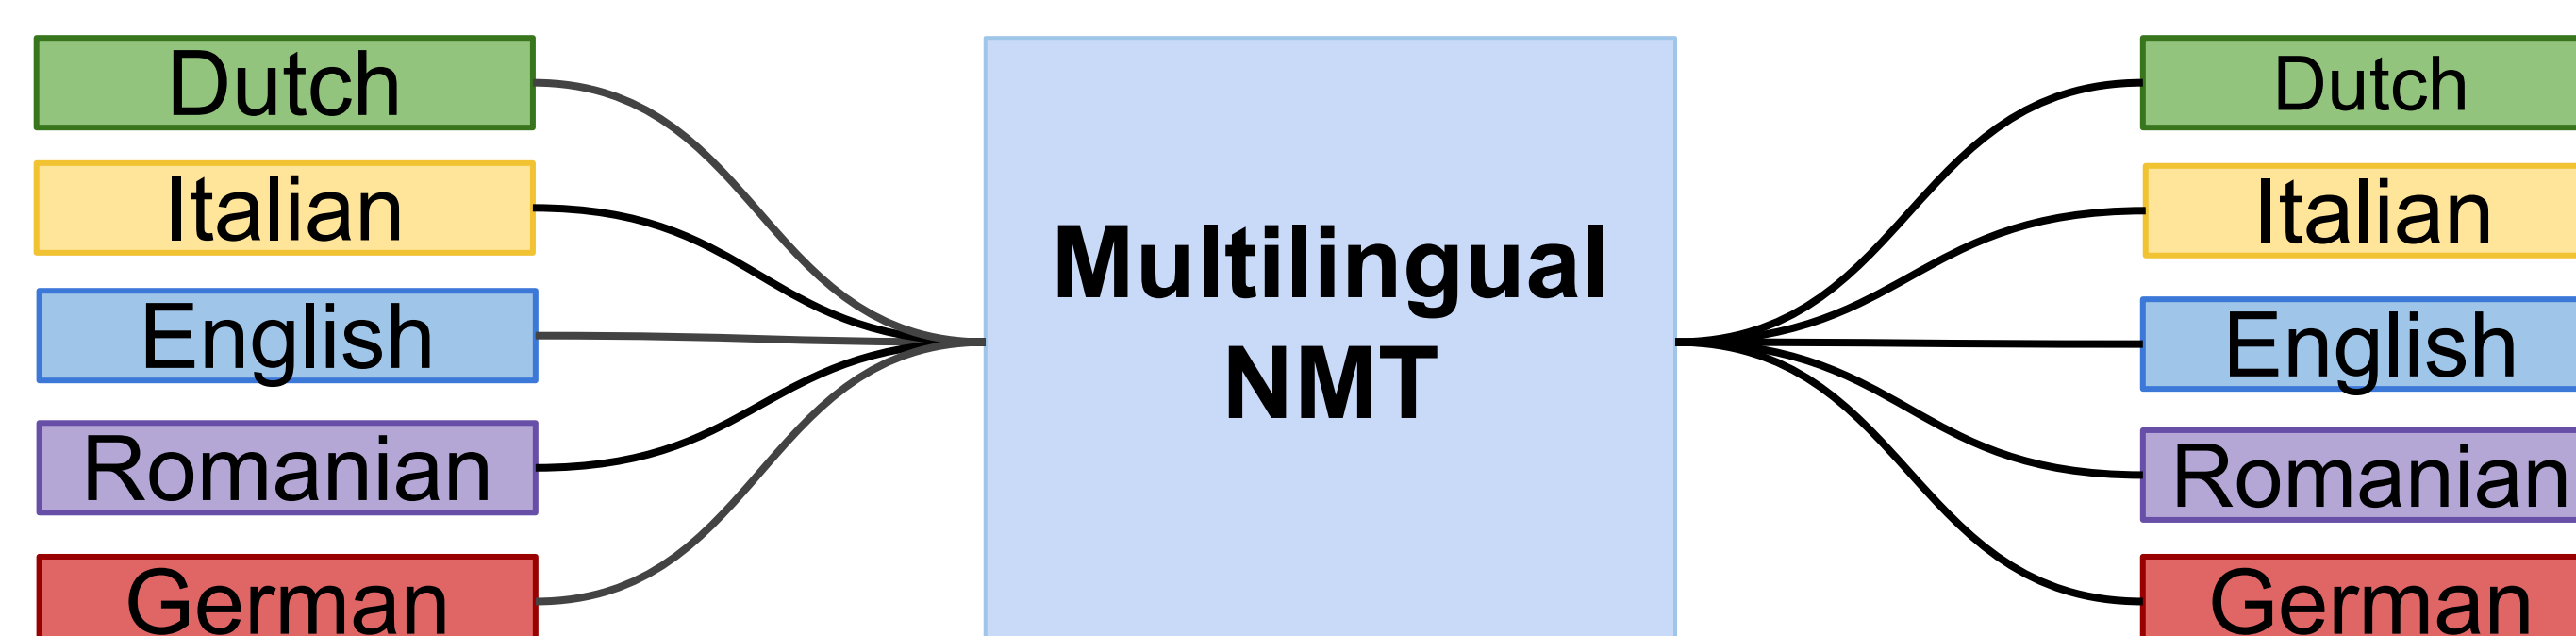 Dutch
Italian
English
Romanian
German
Multilingual
NMT
Dutch
Italian
English
Romanian
German